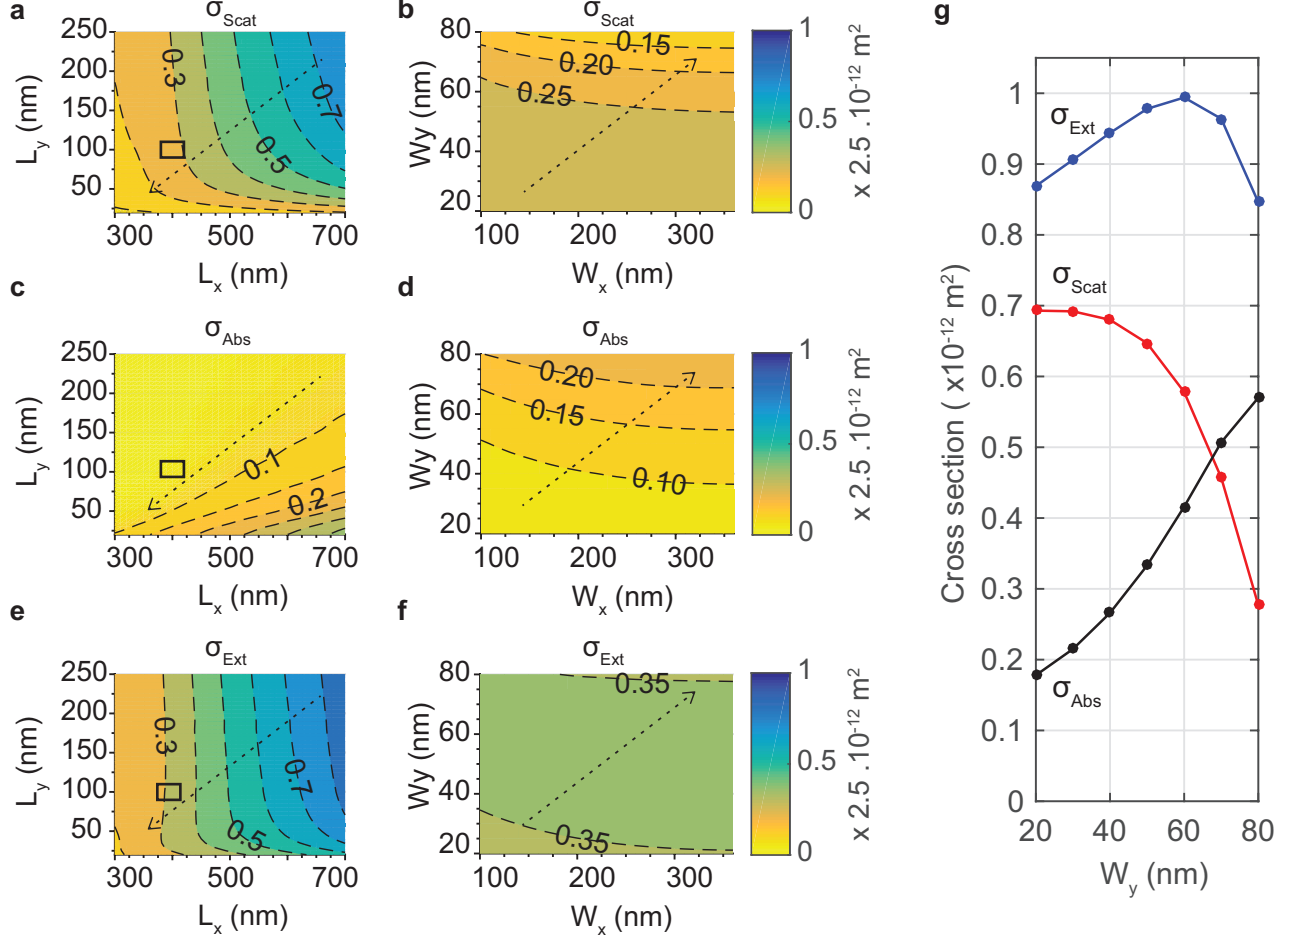 a
σScat
250
200
150
100
50
Ly (nm)
0.3
0.5
0.7
300
500
700
Lx (nm)
b
σScat
80
60
40
20
Wy (nm)
0.15
0.20
0.25
100
200
300
Wx (nm)
1
0.5
0
x 2.5 . 10-12 m2
c
σAbs
250
200
150
100
50
Ly (nm)
0.1
0.2
300
500
700
Lx (nm)
d
σAbs
80
60
40
20
Wy (nm)
0.20
0.15
0.10
100
200
300
Wx (nm)
1
0.5
0
x 2.5 . 10-12 m2
e
σExt
250
200
150
100
50
Ly (nm)
0.3
0.5
0.7
300
500
700
Lx (nm)
f
σExt
80
60
40
20
Wy (nm)
0.35
0.35
100
200
300
Wx (nm)
1
0.5
0
x 2.5 . 10-12 m2
g
1
0.9
0.8
0.7
0.6
0.5
0.4
0.3
0.2
0.1
0
Cross section ( x10-12 m2)
σExt
σScat
σAbs
20
40
60
80
Wy (nm)